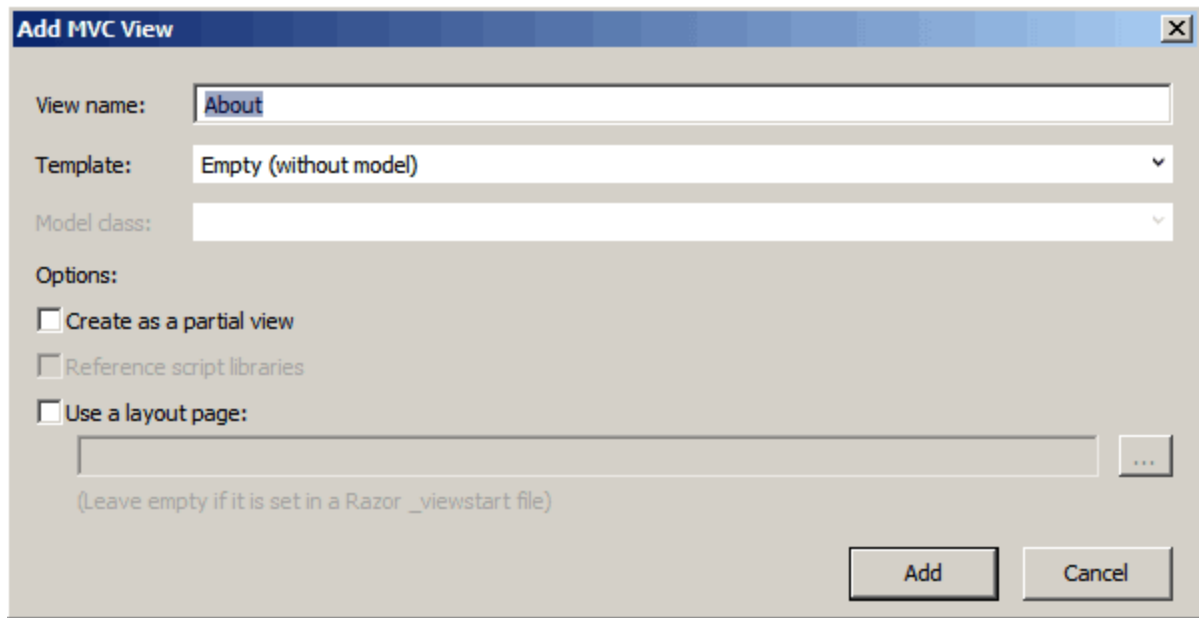 Add MVC View
View name: About
Template: Empty (without model)
Model class:
Options:
Create as a partial view
Reference script libraries
Use a layout page:
...
(Leave empty if it is set in a Razor _viewstart file)
Add Cancel